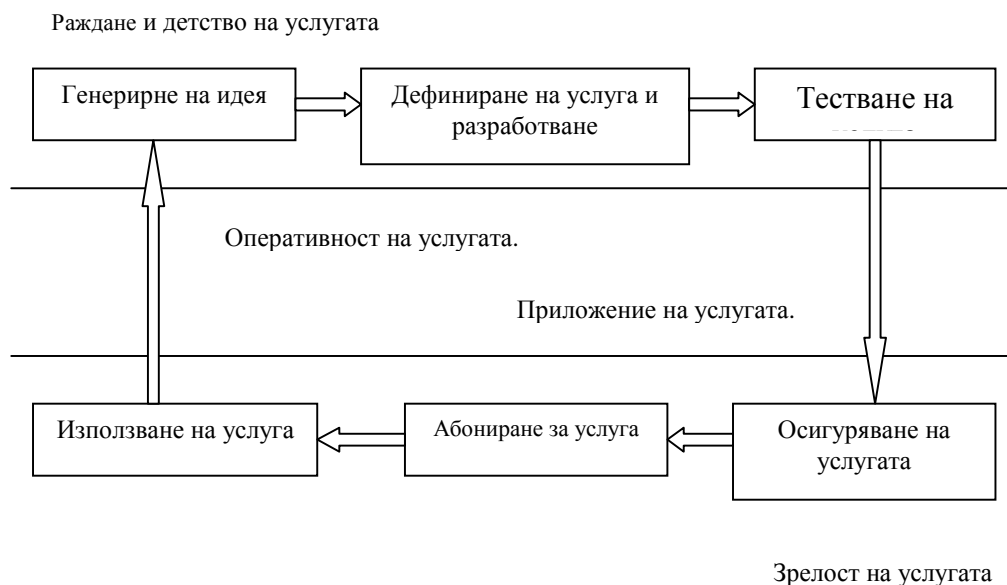 Раждане и детство на услугата
Генерирне на идея
Дефиниране на услуга и
разработване
Тестване на
Оперативност на услугата.
Приложение на услугата.
Използване на услуга
Абониране за услуга
Осигуряване на
услугата
Зрелост на услугата